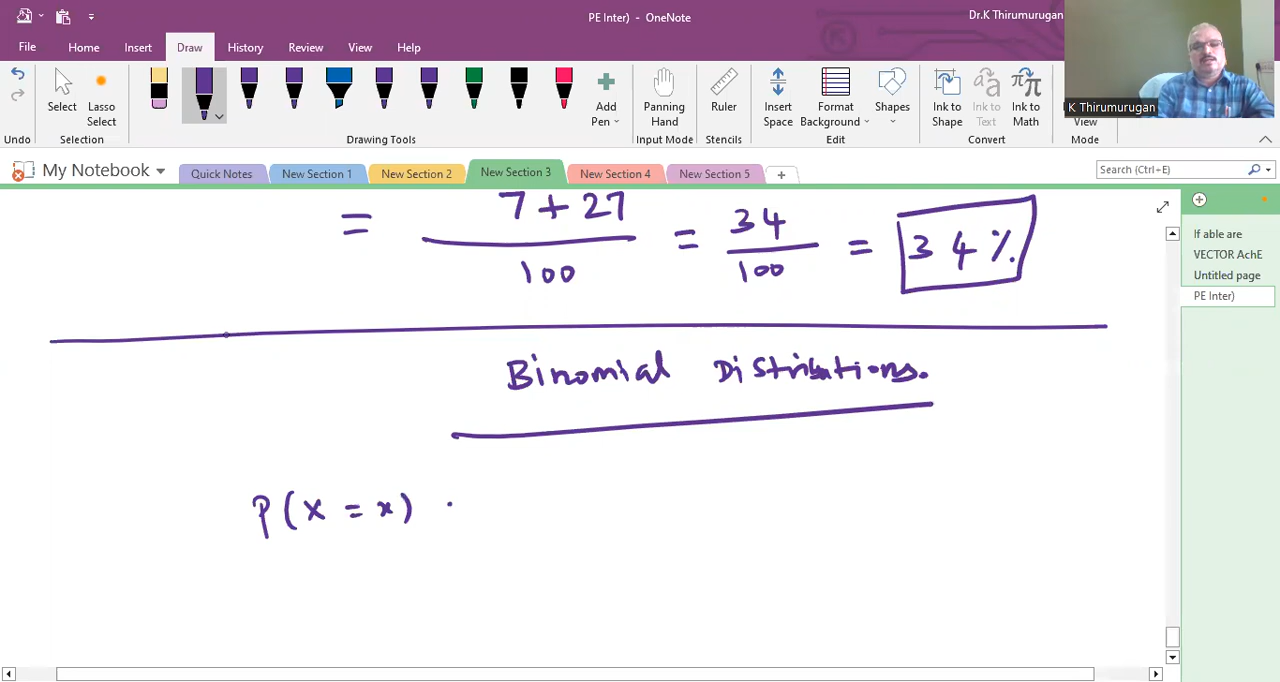 PE Inter) - OneNote
Dr.K Thirumurugan
File Home Insert Draw History Review View Help
Select Lasso Select Add Pen Panning Hand Ruler Insert Space Format Background Shapes Ink to Shape Ink to Text Ink to Math View
K Thirumurugan
Undo Selection Drawing Tools Input Mode Stencils Edit Convert Mode
My Notebook Quick Notes New Section 1 New Section 2 New Section 3 New Section 4 New Section 5 + Search (Ctrl+E)
If able are
VECTOR AchE
Untitled page
PE Inter)
= 7 + 27 / 100 = 34 / 100 = 34 %
Binomial Distributions.
P(X = x)